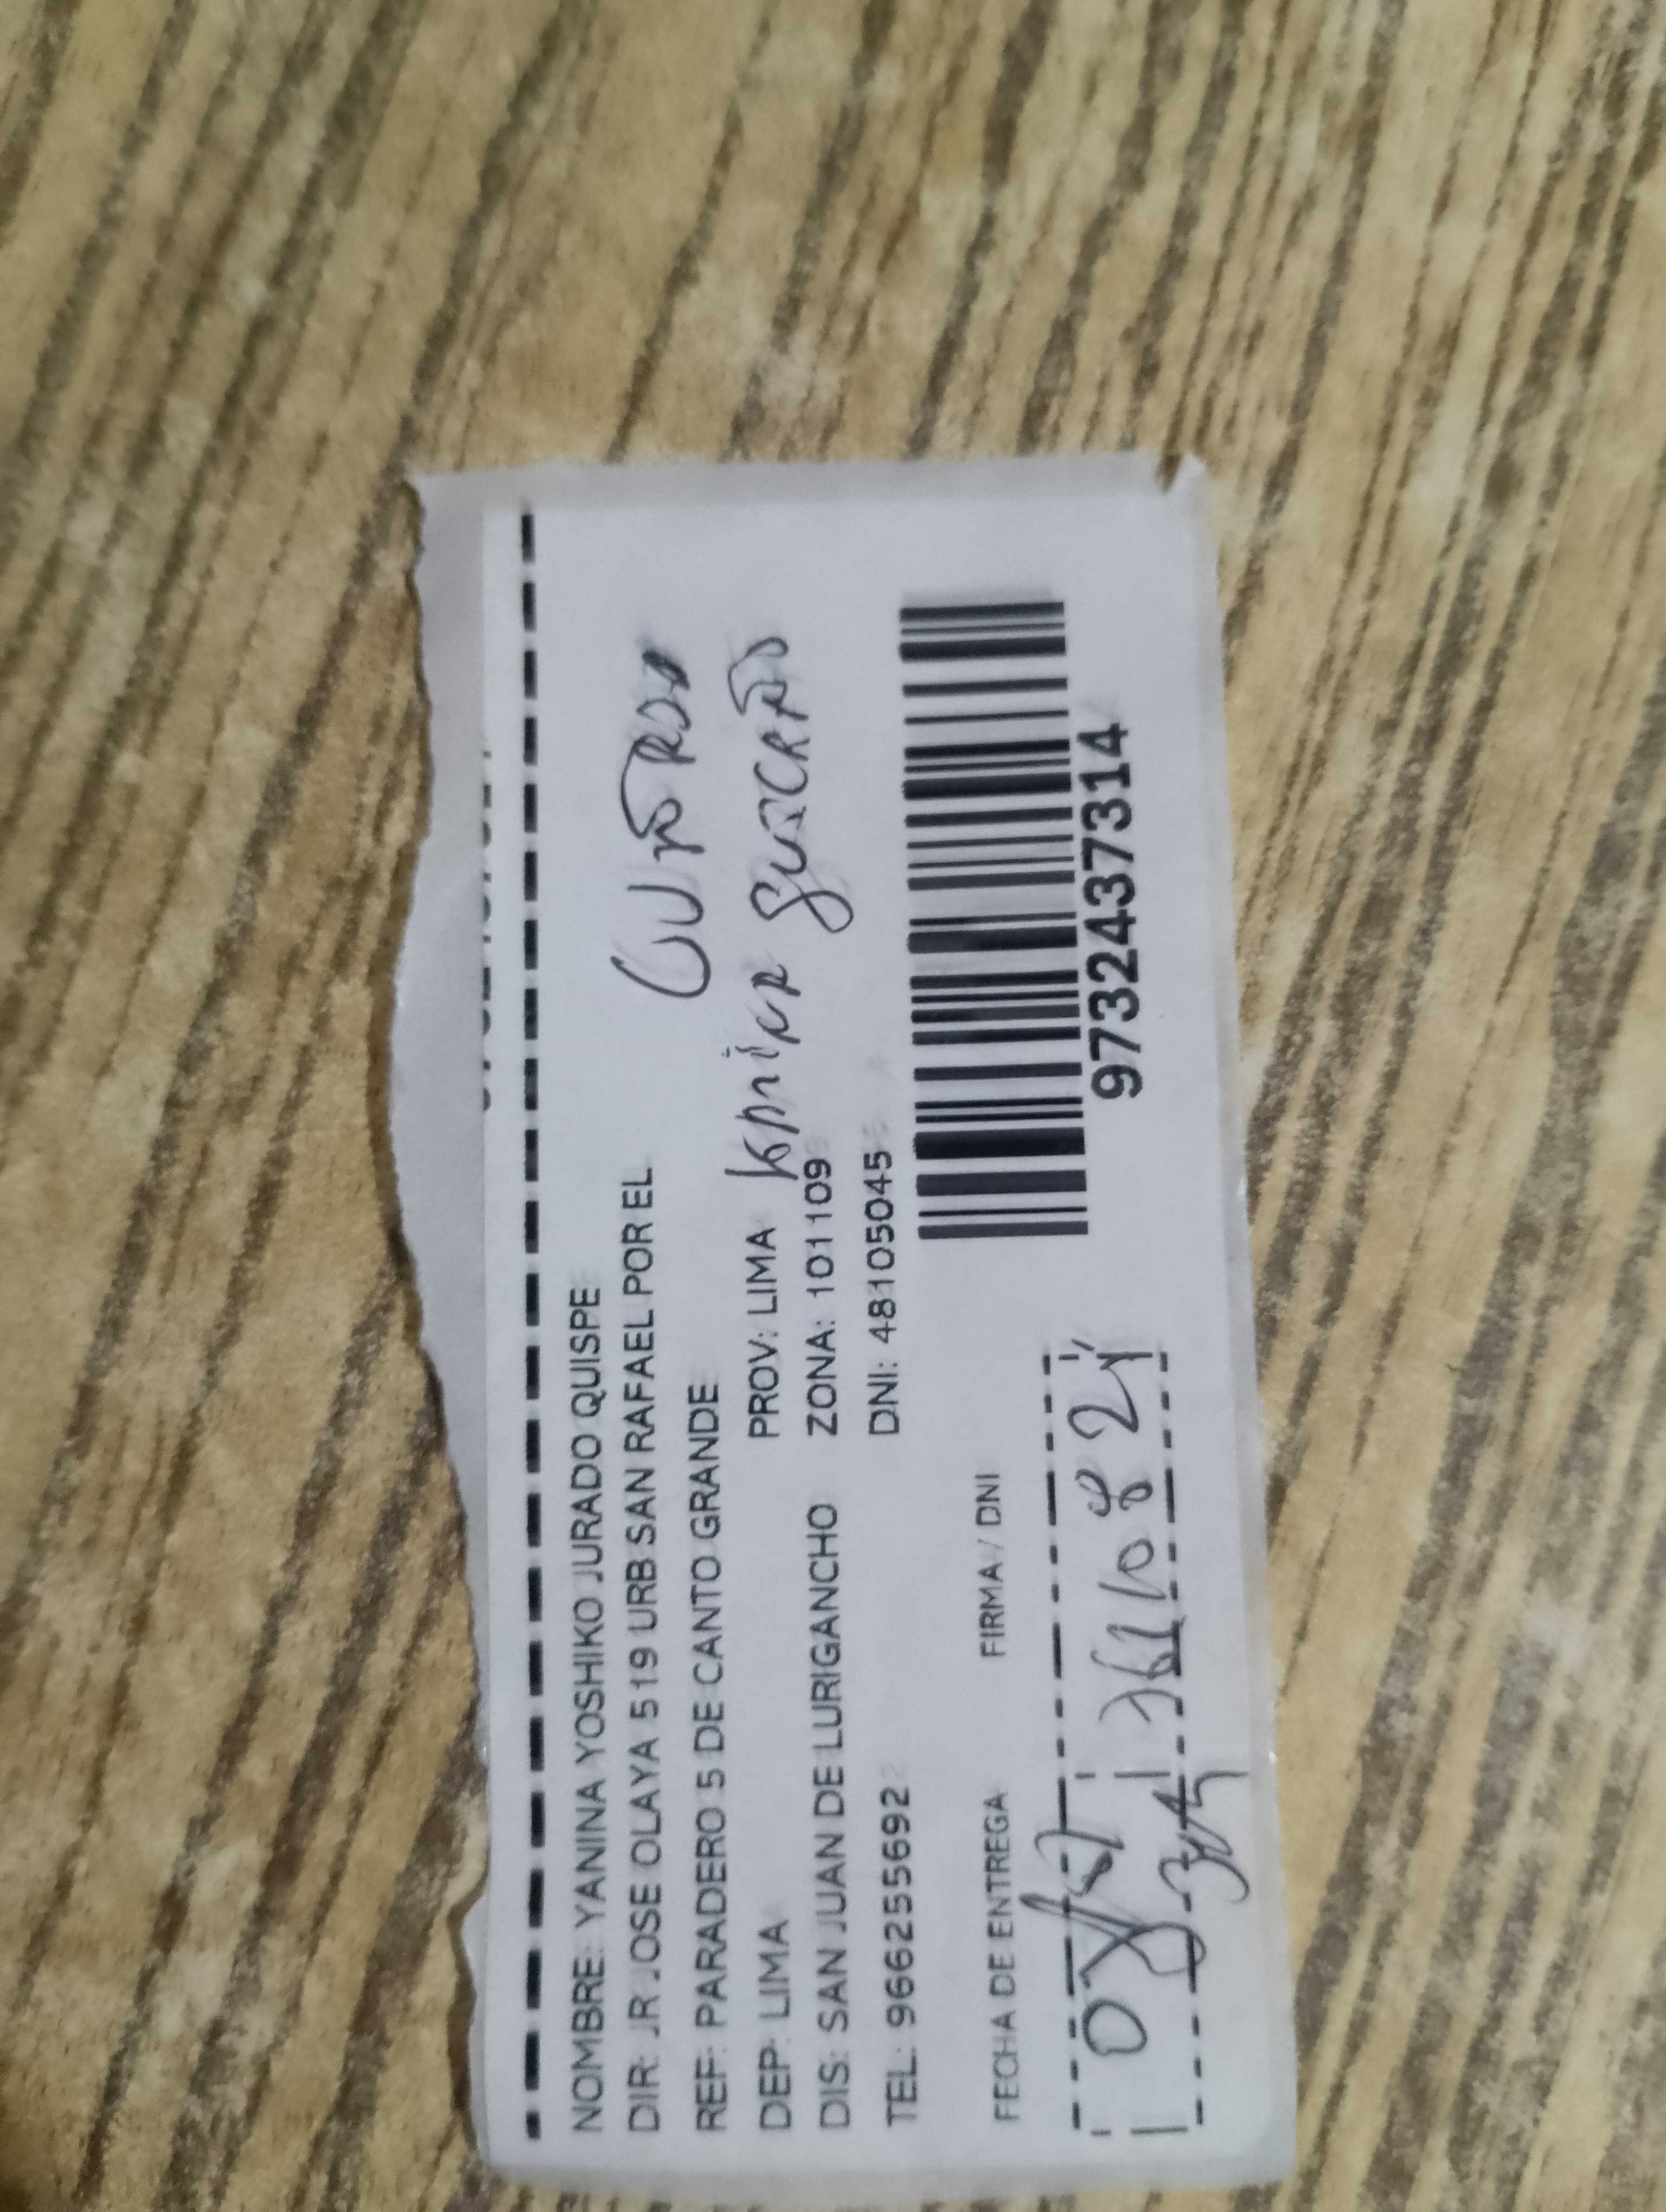 NOMBRE: YANINA YOSHIKO JURADO QUISPE
DIR: JR JOSE OLAYA 519 URB SAN RAFAEL POR EL
REF: PARADERO 5 DE CANTO GRANDE
DEP: LIMA PROV: LIMA
DIS: SAN JUAN DE LURIGANCHO ZONA: 101109
TEL: 966255692 DNI: 48105045
FECHA DE ENTREGA FIRMA / DNI
9732437314